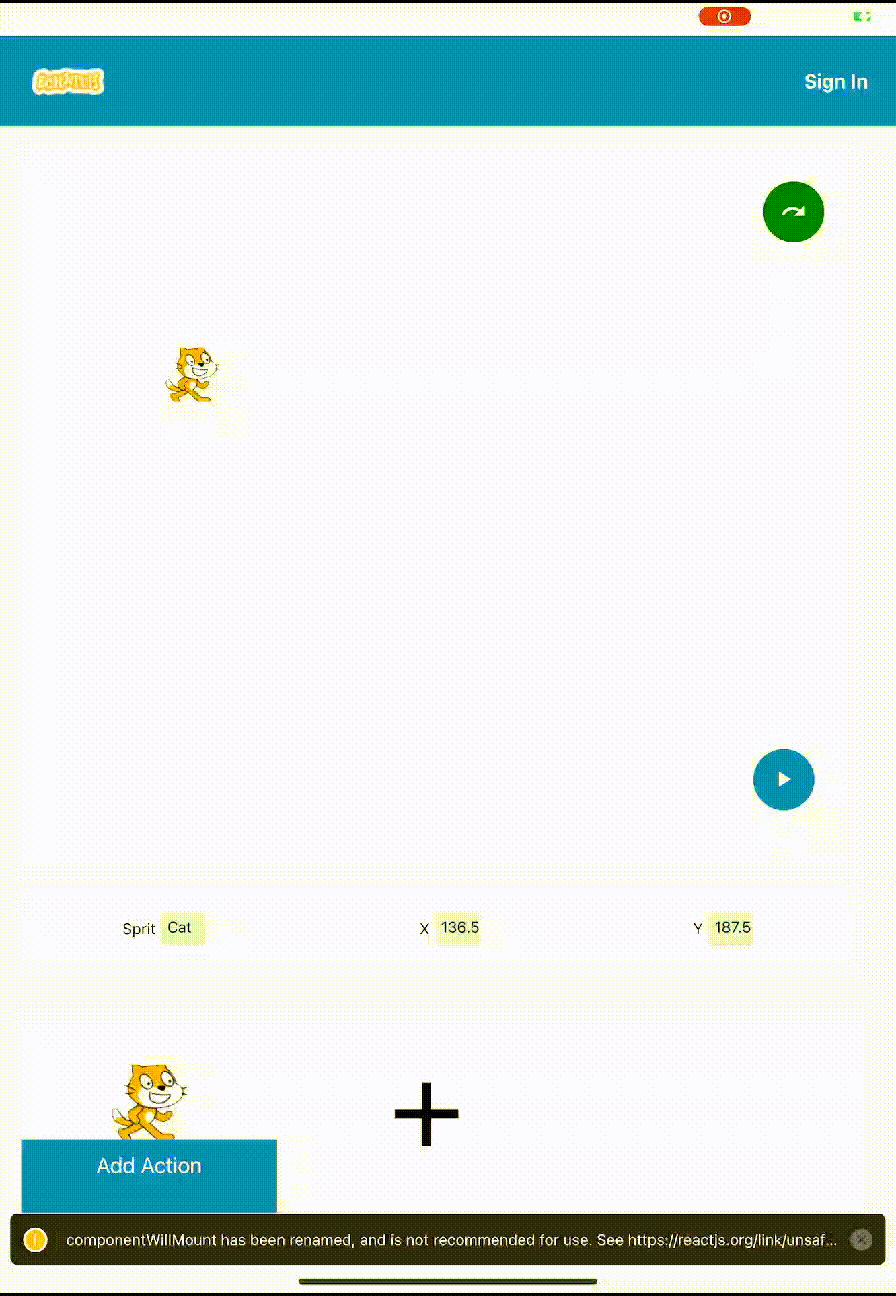 Sign In
Sprit Cat X 136.5 Y 187.5
Add Action
componentWillMount has been renamed, and is not recommended for use. See https://reactjs.org/link/unsaf...